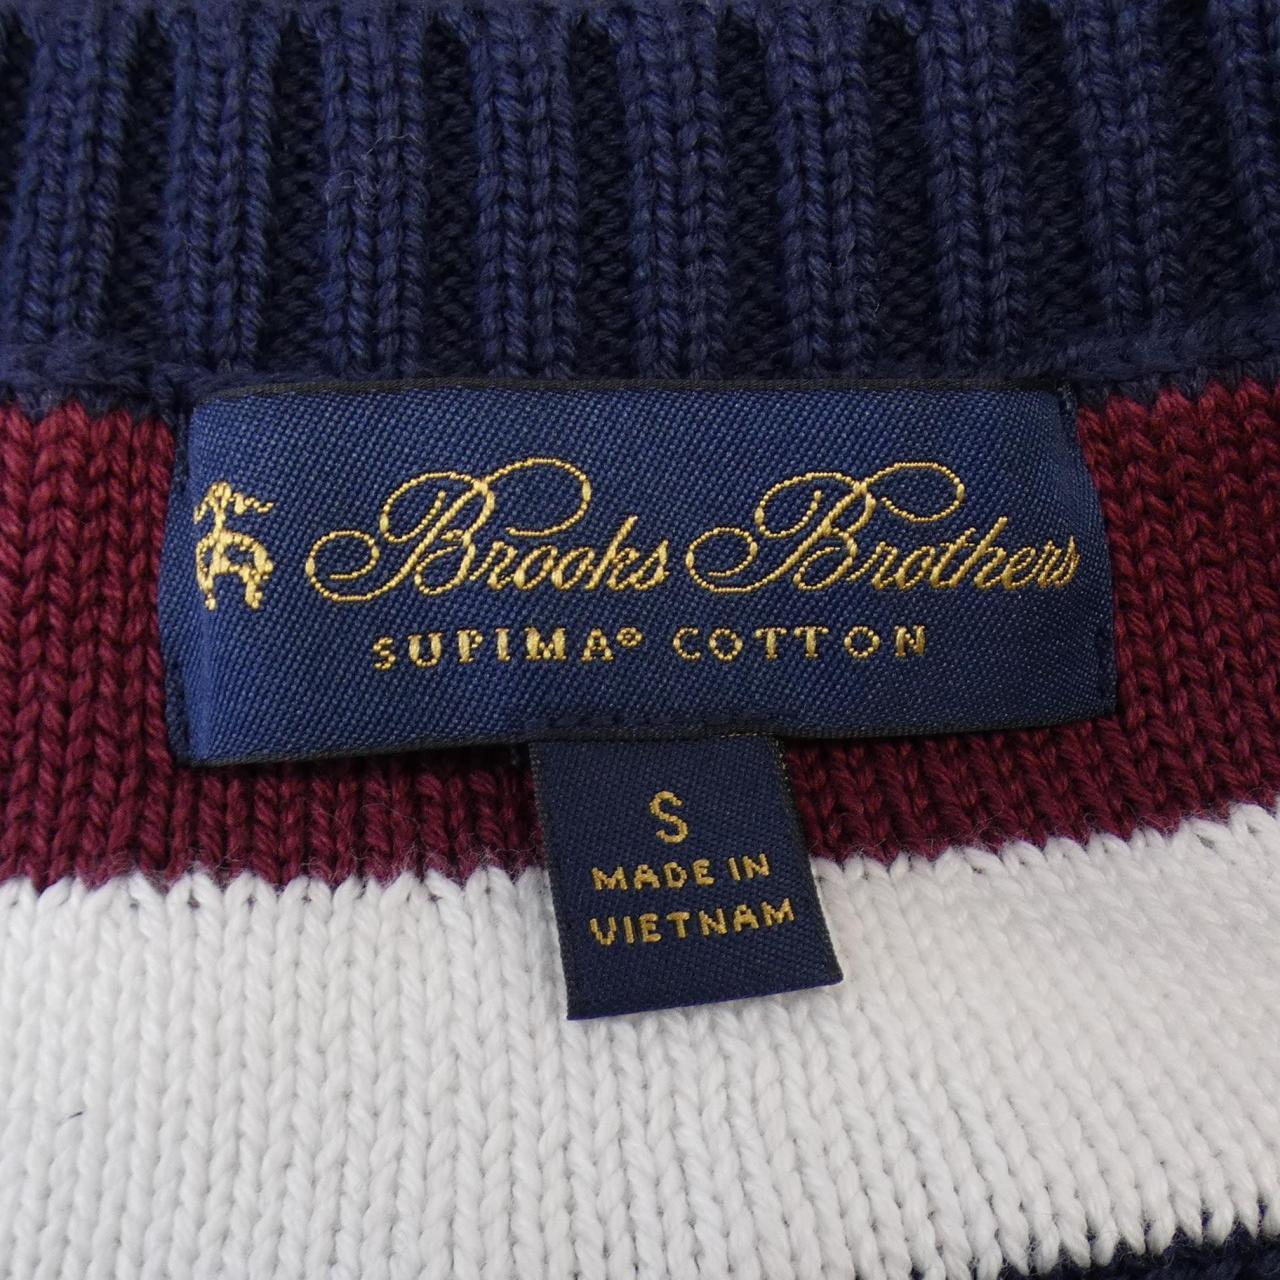 Brooks Brothers
SUPIMA® COTTON
S
MADE IN
VIETNAM